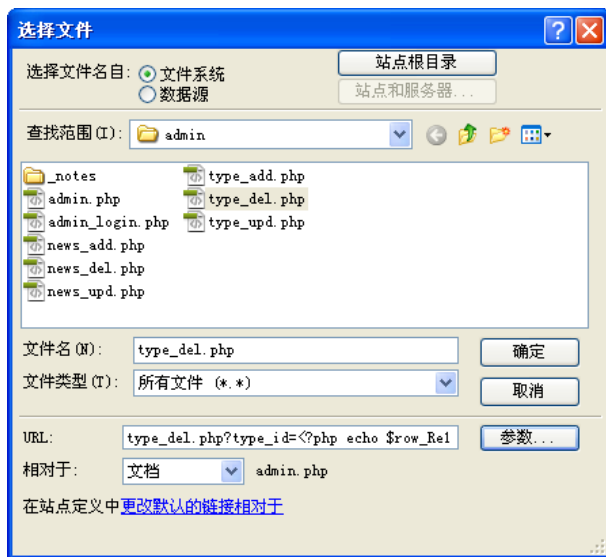 选择文件
选择文件名自: 文件系统
数据源
站点根目录
站点和服务器...
查找范围(I): admin
_notes
admin.php
admin_login.php
news_add.php
news_del.php
news_upd.php
type_add.php
type_del.php
type_upd.php
文件名(N): type_del.php 确定
文件类型(T): 所有文件 (*.*) 取消
URL: type_del.php?type_id=<?php echo $row_Re1 参数...
相对于: 文档 admin.php
在站点定义中更改默认的链接相对于